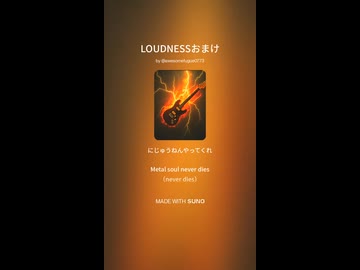 LOUDNESSおまけ
by @awesometupelo070
にじゅうねんやってくれ
Metal soul never dies
(never dies)
MADE WITH SUNO